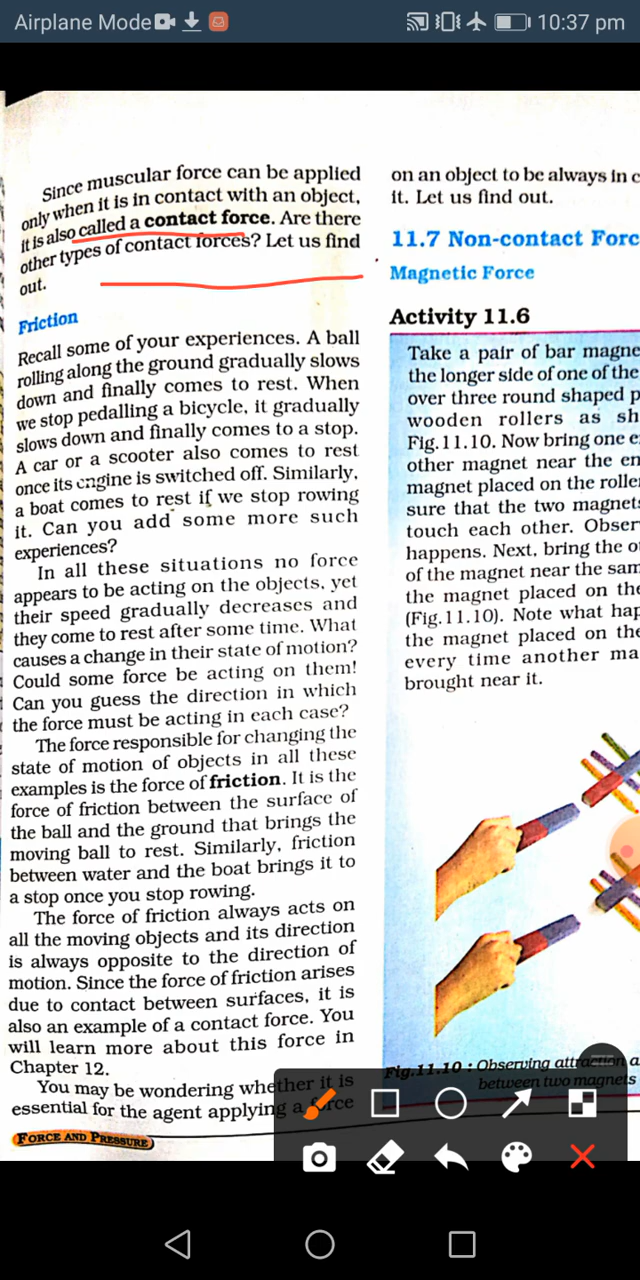 Airplane Mode
10:37 pm
Since muscular force can be applied
only when it is in contact with an object,
it is also called a contact force. Are there
other types of contact forces? Let us find
out.
Friction
Recall some of your experiences. A ball
rolling along the ground gradually slows
down and finally comes to rest. When
we stop pedalling a bicycle, it gradually
slows down and finally comes to a stop.
A car or a scooter also comes to rest
once its engine is switched off. Similarly,
a boat comes to rest if we stop rowing
it. Can you add some more such
experiences?
In all these situations no force
appears to be acting on the objects, yet
their speed gradually decreases and
they come to rest after some time. What
causes a change in their state of motion?
Could some force be acting on them!
Can you guess the direction in which
the force must be acting in each case?
The force responsible for changing the
state of motion of objects in all these
examples is the force of friction. It is the
force of friction between the surface of
the ball and the ground that brings the
moving ball to rest. Similarly, friction
between water and the boat brings it to
a stop once you stop rowing.
The force of friction always acts on
all the moving objects and its direction
is always opposite to the direction of
motion. Since the force of friction arises
due to contact between surfaces, it is
also an example of a contact force. You
will learn more about this force in
Chapter 12.
You may be wondering whether it is
essential for the agent applying a force
FORCE AND PRESSURE
on an object to be always in c
it. Let us find out.
11.7 Non-contact Forc
Magnetic Force
Activity 11.6
Take a pair of bar magne
the longer side of one of the
over three round shaped p
wooden rollers as sh
Fig.11.10. Now bring one e
other magnet near the en
magnet placed on the rolle
sure that the two magnets
touch each other. Obser
happens. Next, bring the o
of the magnet near the sam
the magnet placed on the
(Fig.11.10). Note what hap
the magnet placed on the
every time another ma
brought near it.
Fig.11.10 : Observing attraction a
between two magnets